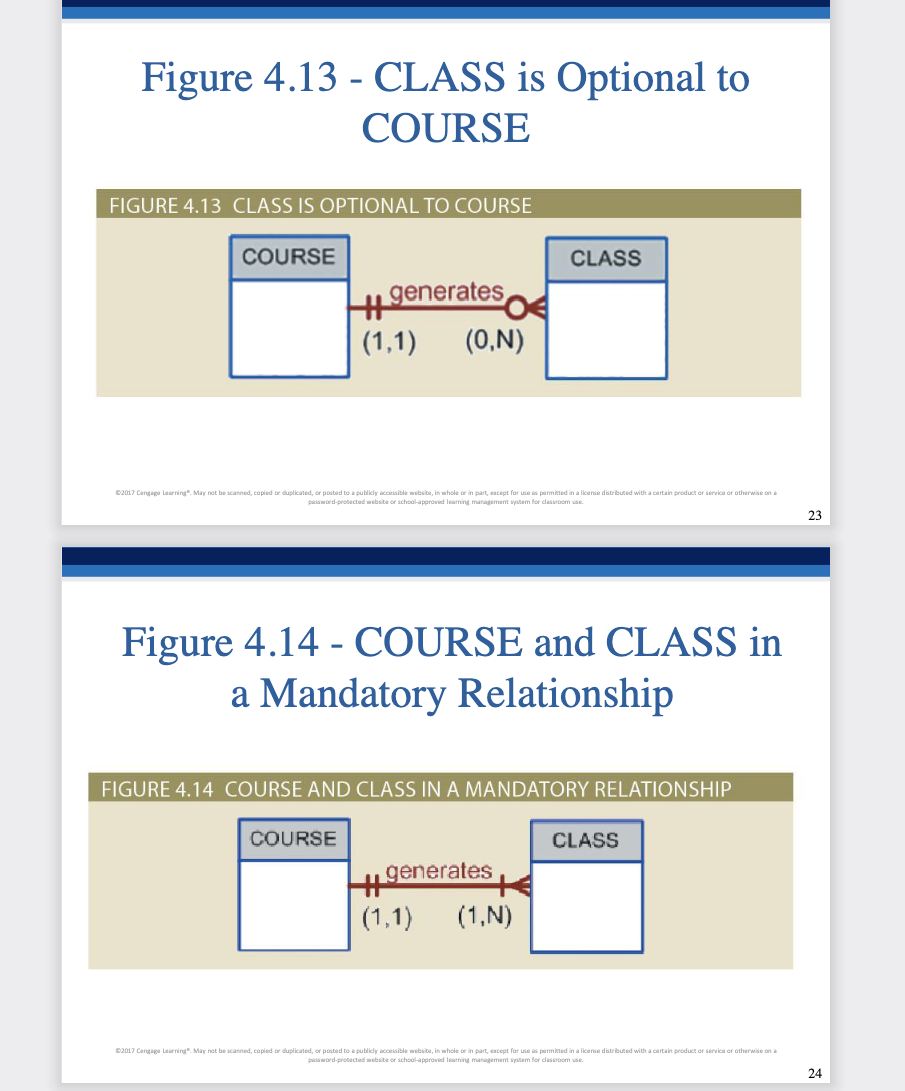 Figure 4.13 - CLASS is Optional to
COURSE
FIGURE 4.13 CLASS IS OPTIONAL TO COURSE
COURSE
CLASS
generates
(1,1)
(0,N)
©2017 Cengage Learning®. May not be scanned, copied or duplicated, or posted to a publicly accessible website, in whole or in part, except for use as permitted in a license distributed with a certain product or service or otherwise on a
password-protected website or school-approved learning management system for classroom use.
23
Figure 4.14 - COURSE and CLASS in
a Mandatory Relationship
FIGURE 4.14 COURSE AND CLASS IN A MANDATORY RELATIONSHIP
COURSE
CLASS
generates
(1,1)
(1,N)
©2017 Cengage Learning®. May not be scanned, copied or duplicated, or posted to a publicly accessible website, in whole or in part, except for use as permitted in a license distributed with a certain product or service or otherwise on a
password-protected website or school-approved learning management system for classroom use.
24